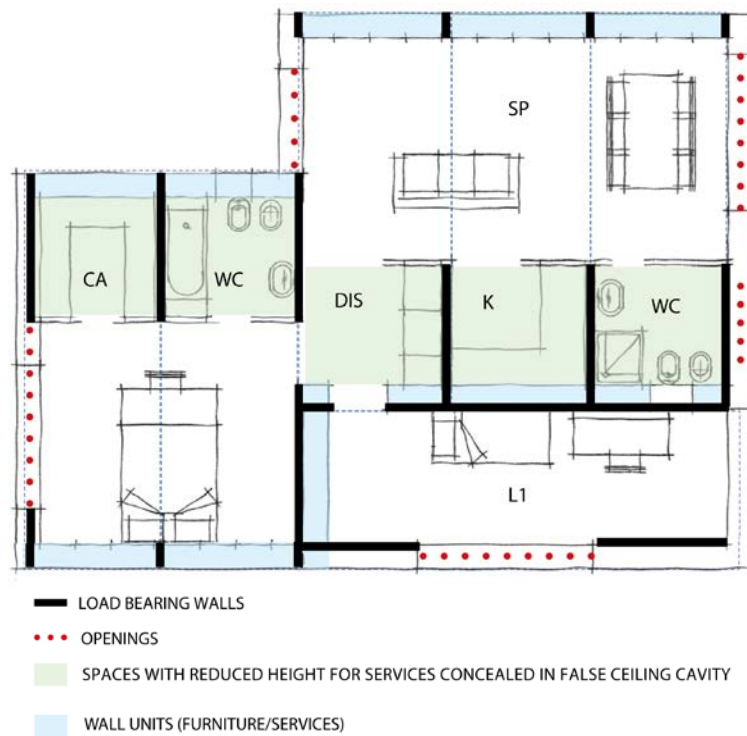 SP
CA
WC
DIS
K
WC
L1
LOAD BEARING WALLS
OPENINGS
SPACES WITH REDUCED HEIGHT FOR SERVICES CONCEALED IN FALSE CEILING CAVITY
WALL UNITS (FURNITURE/SERVICES)